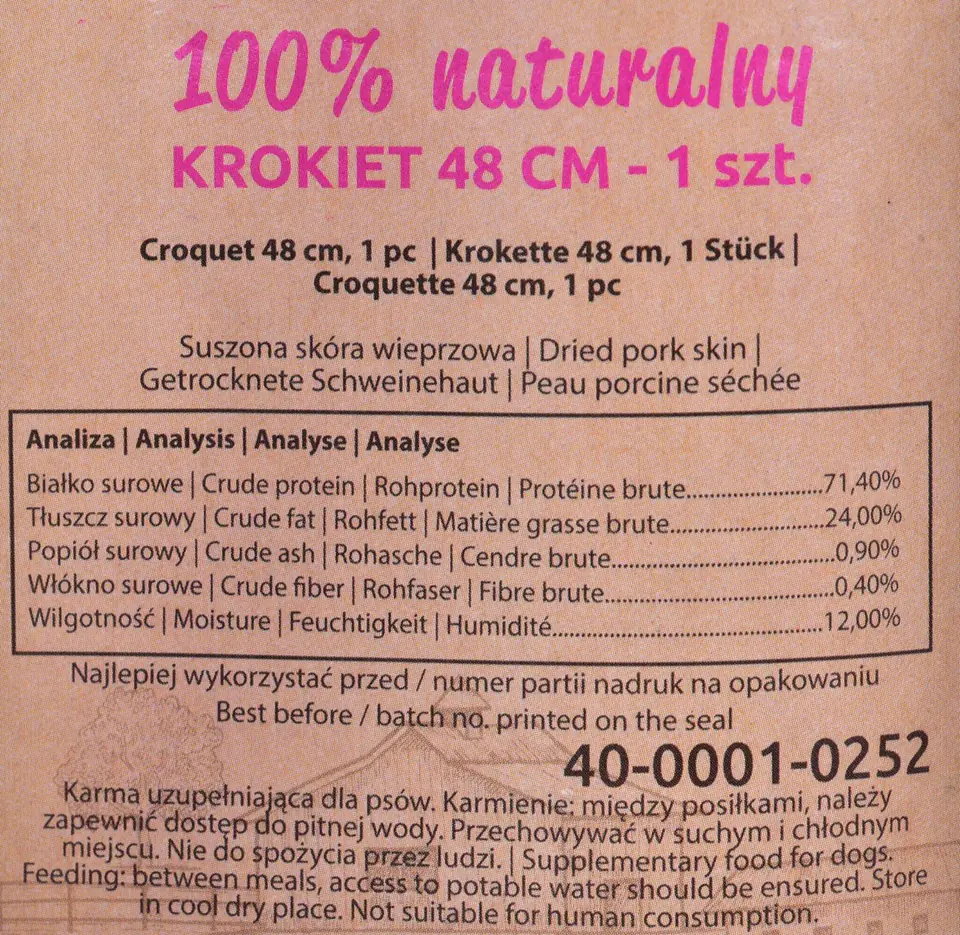 100% naturalny
KROKIET 48 CM - 1 szt.
Croquet 48 cm, 1 pc | Krokette 48 cm, 1 Stück |
Croquette 48 cm, 1 pc
Suszona skóra wieprzowa | Dried pork skin |
Getrocknete Schweinehaut | Peau porcine séchée
Analiza | Analysis | Analyse | Analyse
Białko surowe | Crude protein | Rohprotein | Protéine brute........................71,40%
Tłuszcz surowy | Crude fat | Rohfett | Matière grasse brute...........................24,00%
Popiół surowy | Crude ash | Rohasche | Cendre brute.......................................0,90%
Włókno surowe | Crude fiber | Rohfaser | Fibre brute........................................0,40%
Wilgotność | Moisture | Feuchtigkeit | Humidité...............................................12,00%
Najlepiej wykorzystać przed / numer partii nadruk na opakowaniu
Best before / batch no. printed on the seal
40-0001-0252
Karma uzupełniająca dla psów. Karmienie: między posiłkami, należy
zapewnić dostęp do pitnej wody. Przechowywać w suchym i chłodnym
miejscu. Nie do spożycia przez ludzi. | Supplementary food for dogs.
Feeding: between meals, access to potable water should be ensured. Store
in cool dry place. Not suitable for human consumption.